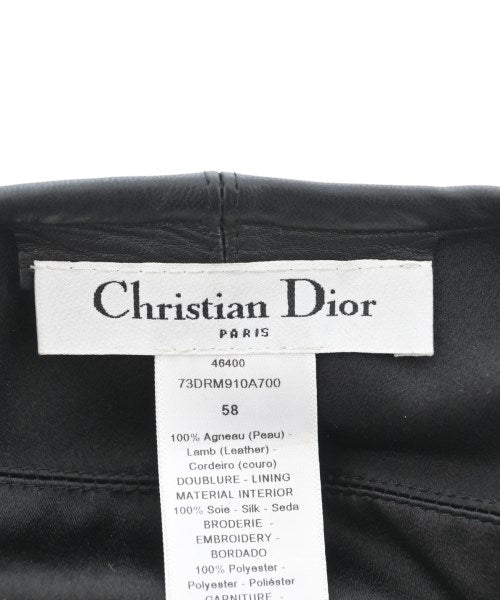 Christian Dior
PARIS
46400
73DRM910A700
58
100% Agneau (Peau) -
Lamb (Leather) -
Cordeiro (couro)
DOUBLURE - LINING
MATERIAL INTERIOR
100% Soie - Silk - Seda
BRODERIE -
EMBROIDERY -
BORDADO
100% Polyester -
Polyester - Poliéster
GARNITURE -